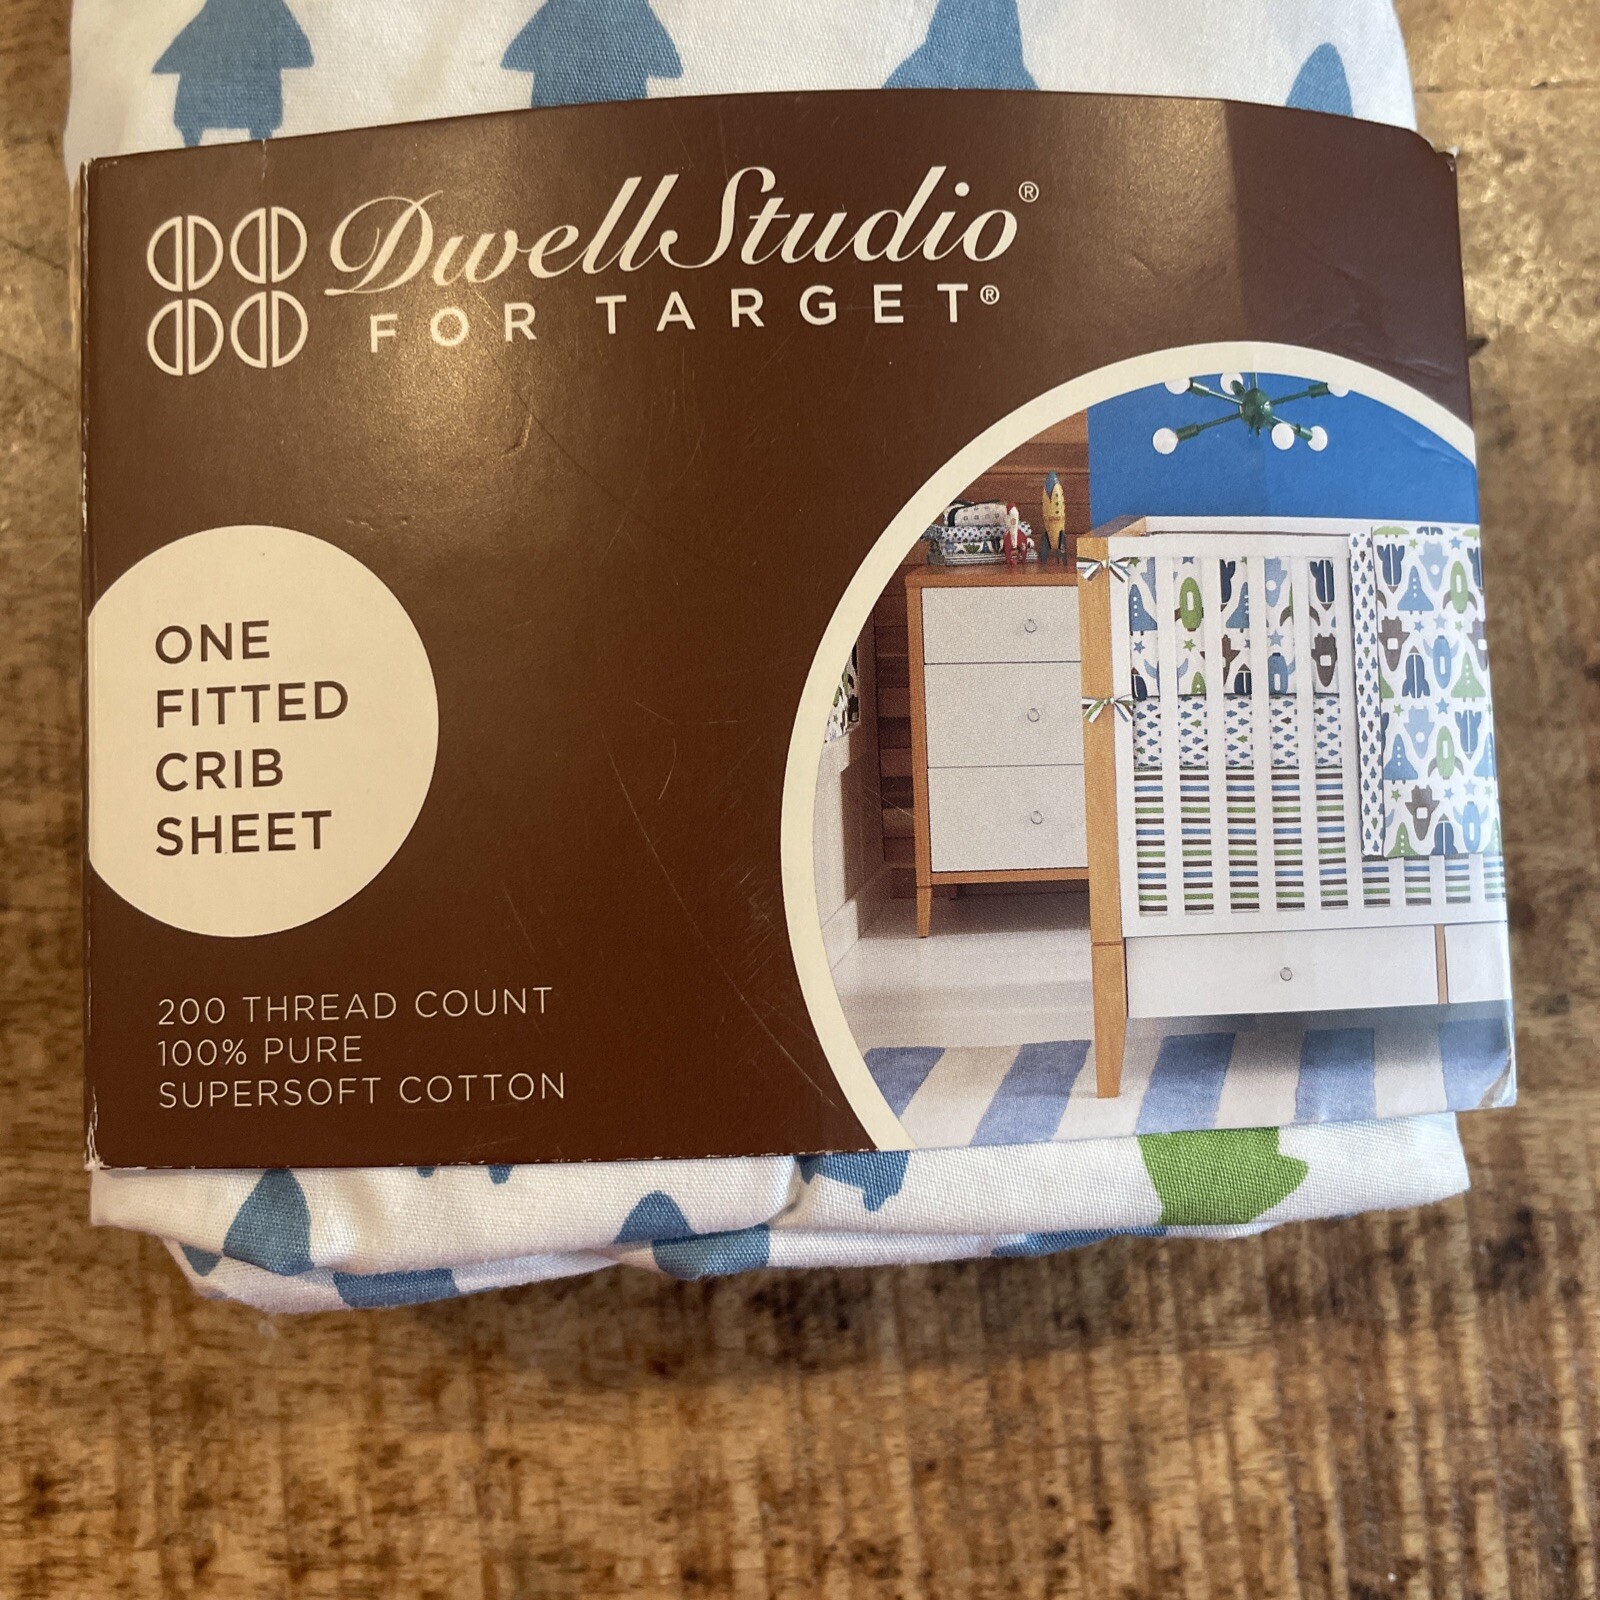 DwellStudio®
FOR TARGET®
ONE
FITTED
CRIB
SHEET
200 THREAD COUNT
100% PURE
SUPERSOFT COTTON